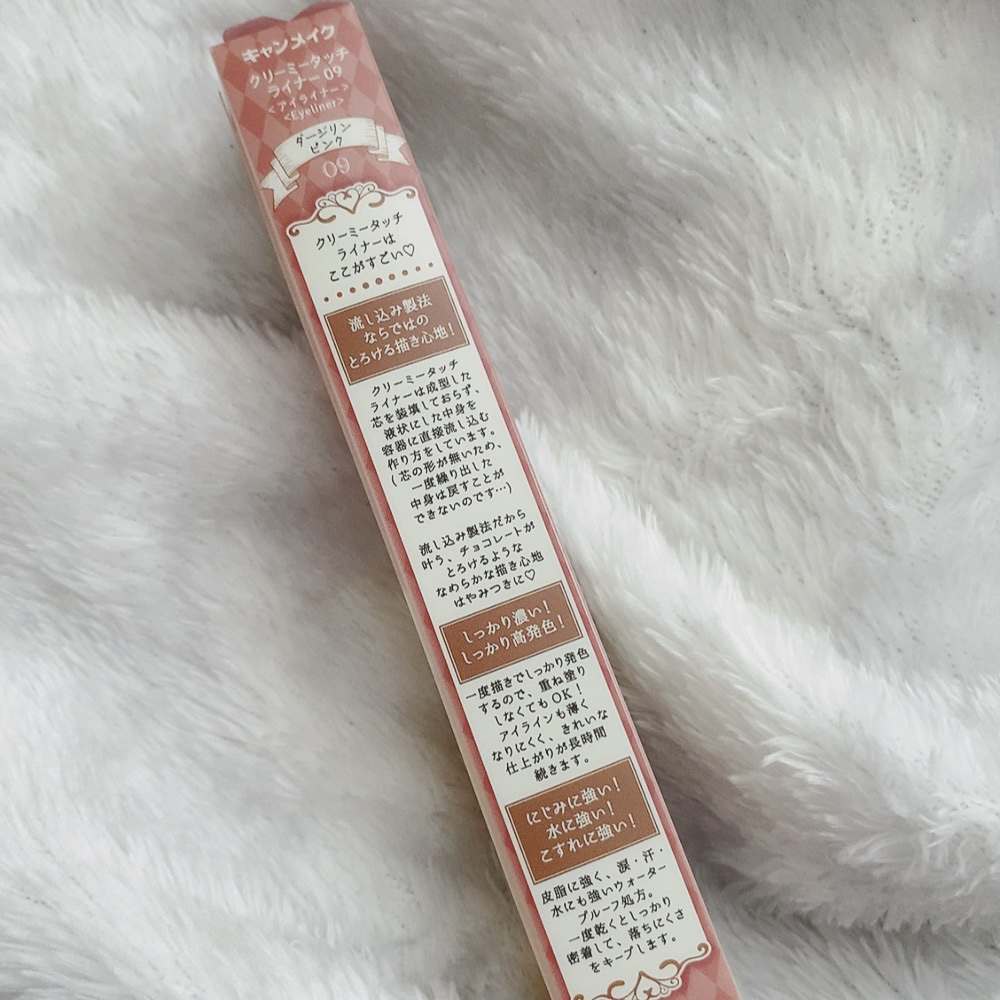 キャンメイク
クリーミータッチ
ライナー 09
<アイライナー>
<Eyeliner>
ダージリン
ピンク
09
クリーミータッチ
ライナーは
ここがすごい♡
流し込み製法
ならではの
とろける描き心地！
クリーミータッチ
ライナーは成型した
芯を装填しておらず、
液状にした中身を
容器に直接流し込む
作り方をしています。
(芯の形が無いため、
一度繰り出した
中身は戻すことが
できないのです…)
流し込み製法だから
叶う、チョコレートが
とろけるような
なめらかな描き心地
はやみつきに♡
しっかり濃い！
しっかり高発色！
一度描きでしっかり発色
するので、重ね塗り
しなくてもOK！
アイラインも薄く
なりにくく、きれいな
仕上がりが長時間
続きます。
にじみに強い！
水に強い！
こすれに強い！
皮脂に強く、涙・汗・
水にも強いウォーター
プルーフ処方。
一度乾くとしっかり
密着して、落ちにくさ
をキープします。